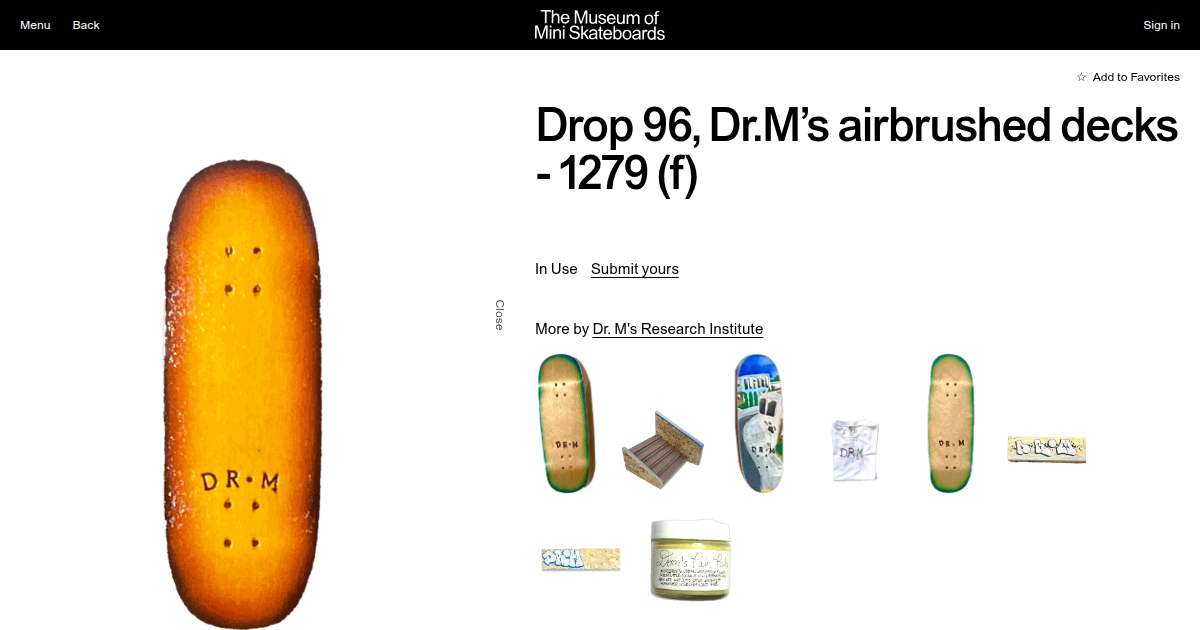 Menu
Back
The Museum of
Mini Skateboards
Sign in
☆ Add to Favorites
Drop 96, Dr.M’s airbrushed decks
- 1279 (f)
In Use
Submit yours
Close
More by Dr. M's Research Institute
DR•M
DR•M
DR•M
DRM
DR•M